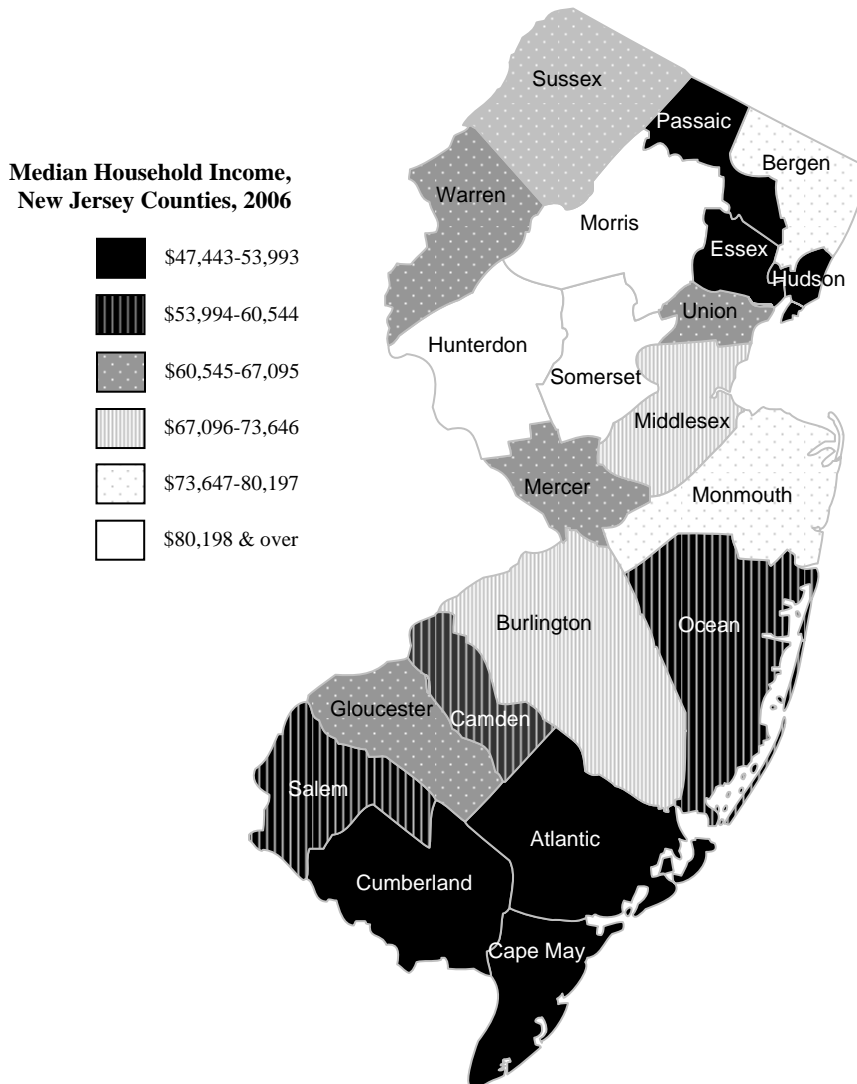 Median Household Income,
New Jersey Counties, 2006
$47,443-53,993
$53,994-60,544
$60,545-67,095
$67,096-73,646
$73,647-80,197
$80,198 & over
Sussex
Passaic
Bergen
Warren
Morris
Essex
Hudson
Union
Hunterdon
Somerset
Middlesex
Mercer
Monmouth
Burlington
Ocean
Gloucester
Camden
Salem
Atlantic
Cumberland
Cape May